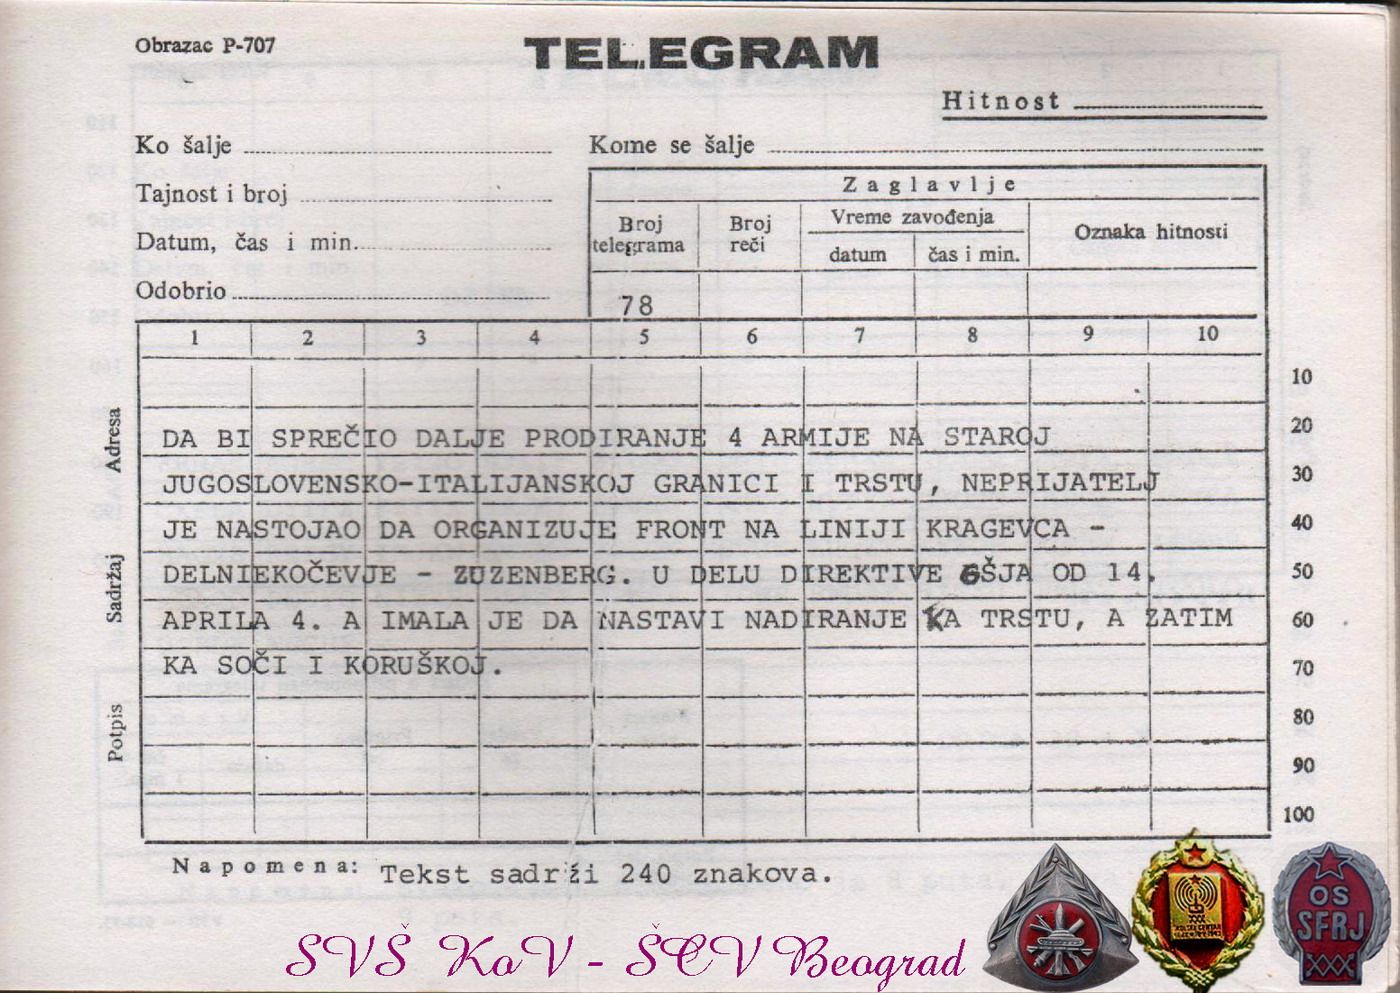 Obrazac P-707
TELEGRAM
Hitnost
Ko šalje
Kome se šalje
Tajnost i broj
Datum, čas i min.
Odobrio
Zaglavlje
Broj telegrama
Broj reči
Vreme zavođenja
datum
čas i min.
Oznaka hitnosti
78
1 2 3 4 5 6 7 8 9 10
Adresa
Sadržaj
Potpis
10
20
30
40
50
60
70
80
90
100
DA BI SPREČIO DALJE PRODIRANJE 4 ARMIJE NA STAROJ
JUGOSLOVENSKO-ITALIJANSKOJ GRANICI I TRSTU, NEPRIJATELJ
JE NASTOJAO DA ORGANIZUJE FRONT NA LINIJI KRAGEVCA -
DELNIEKOČEVJE - ZUZENBERG. U DELU DIREKTIVE GŠJA OD 14.
APRILA 4. A IMALA JE DA NASTAVI NADIRANJE KA TRSTU, A ZATIM
KA SOČI I KORUŠKOJ.
Napomena: Tekst sadrži 240 znakova.
SVŠ KoV - ŠCV Beograd
OS
SFRJ
XXX